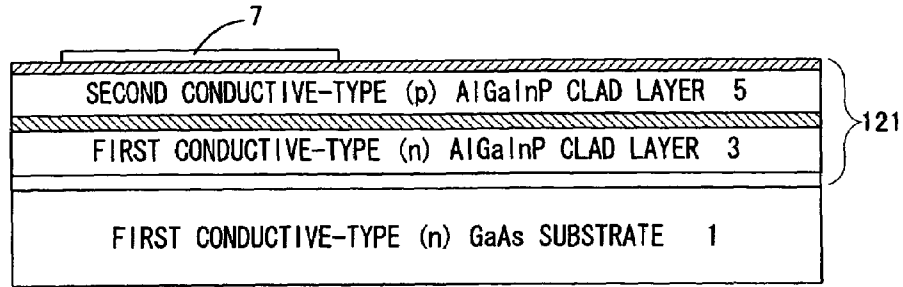 7
SECOND CONDUCTIVE-TYPE (p) AlGaInP CLAD LAYER 5
121
FIRST CONDUCTIVE-TYPE (n) AlGaInP CLAD LAYER 3
FIRST CONDUCTIVE-TYPE (n) GaAs SUBSTRATE 1